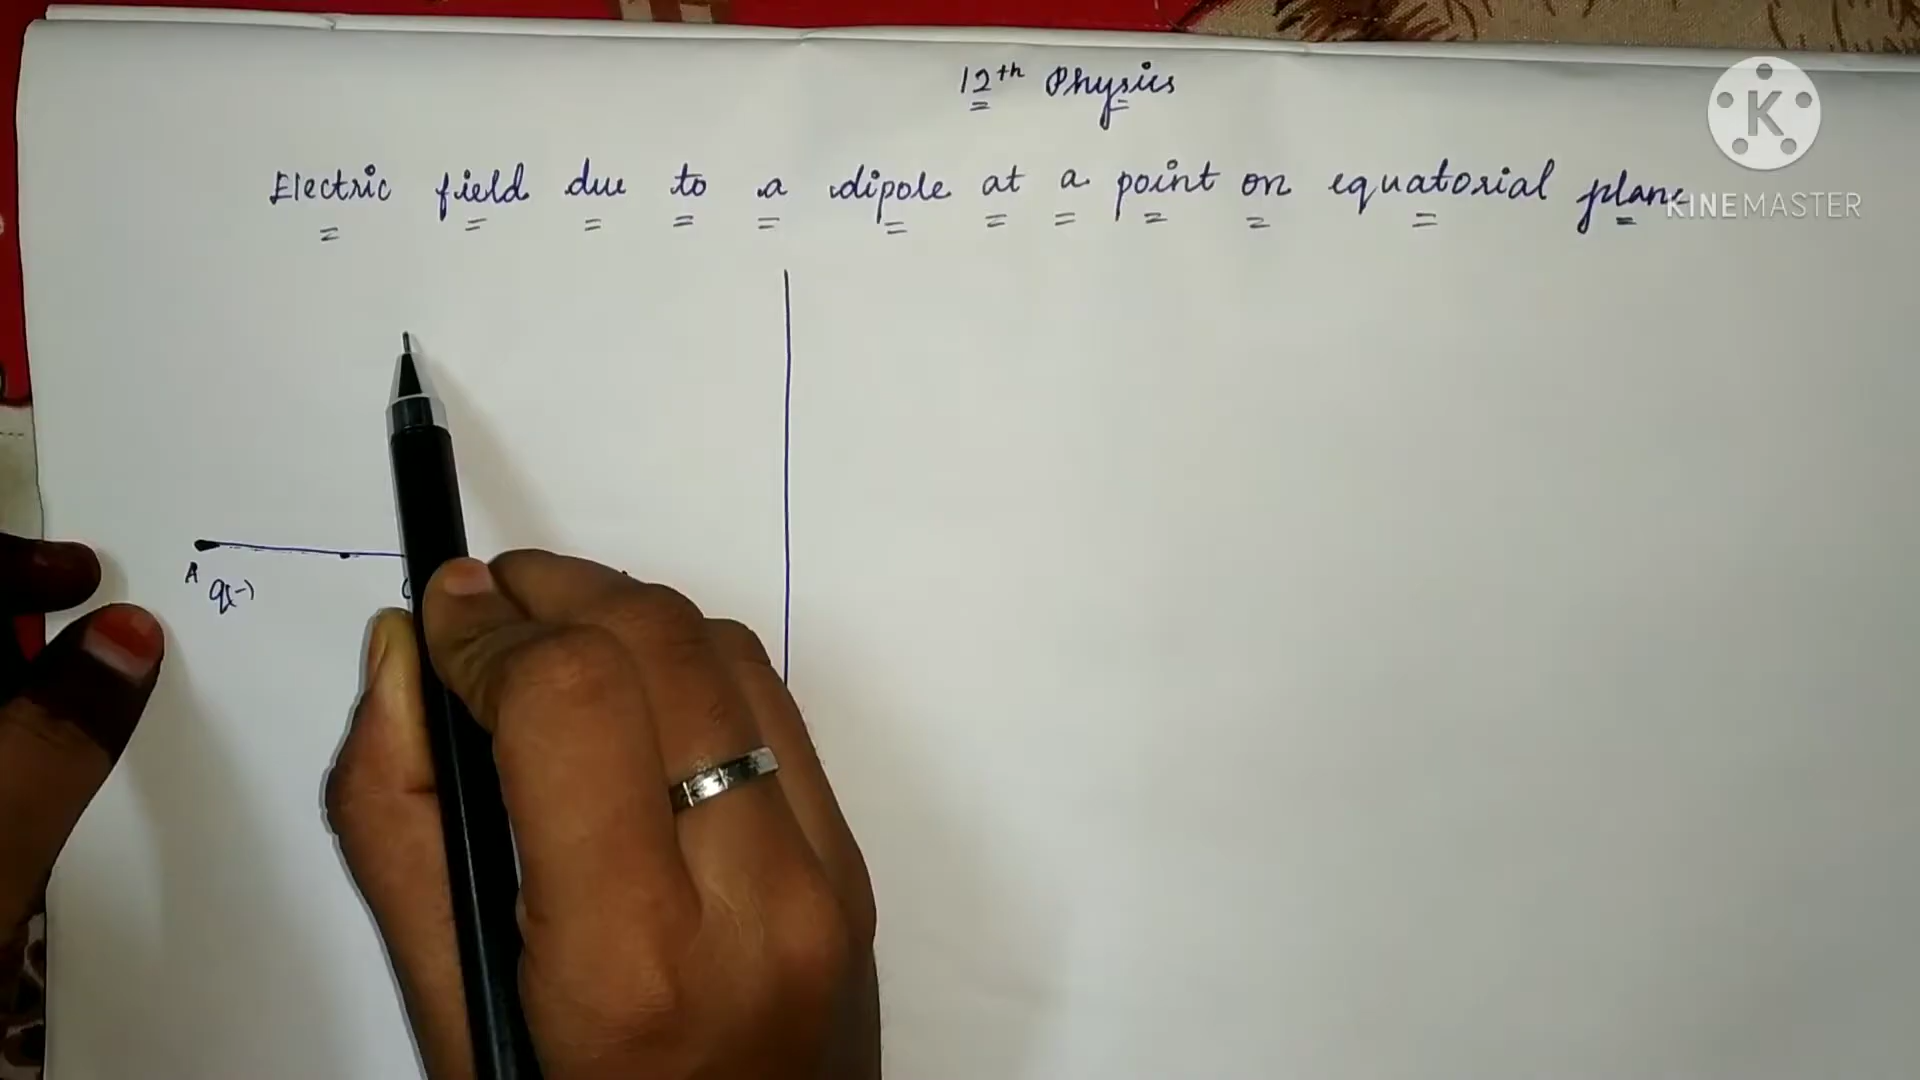 12th Physics
Electric field due to a dipole at a point on equatorial plane
K
KINEMASTER
A
q(-)